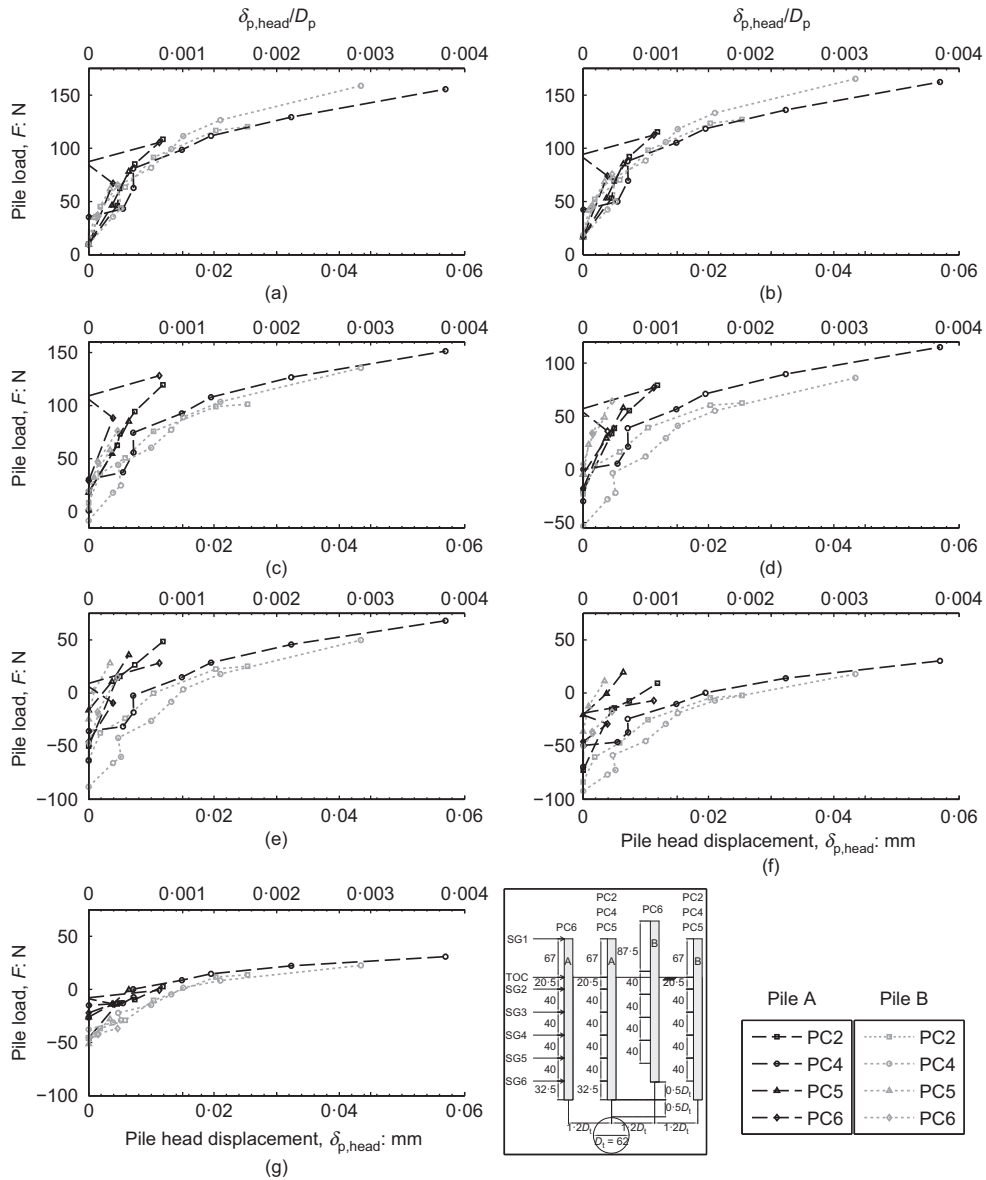 δp,head/Dp
δp,head/Dp
0 0·001 0·002 0·003 0·004
0 0·001 0·002 0·003 0·004
Pile load, F: N
150
100
50
0
150
100
50
0
0 0·02 0·04 0·06
0 0·02 0·04 0·06
(a)
(b)
0 0·001 0·002 0·003 0·004
0 0·001 0·002 0·003 0·004
Pile load, F: N
150
100
50
0
100
50
0
−50
0 0·02 0·04 0·06
0 0·02 0·04 0·06
(c)
(d)
0 0·001 0·002 0·003 0·004
0 0·001 0·002 0·003 0·004
Pile load, F: N
50
0
−50
−100
50
0
−50
−100
0 0·02 0·04 0·06
0 0·02 0·04 0·06
(e)
Pile head displacement, δp,head: mm
(f)
0 0·001 0·002 0·003 0·004
Pile load, F: N
50
0
−50
−100
0 0·02 0·04 0·06
Pile head displacement, δp,head: mm
(g)
PC2
PC4
PC5
PC6
PC6
PC2
PC4
PC5
SG1
67
A
67
A
87·5
B
67
B
TOC
20·5
20·5
20·5
SG2
40
40
40
40
SG3
40
40
40
40
SG4
40
40
40
40
SG5
40
40
40
40
SG6
32·5
32·5
0·5Dt
0·5Dt
1·2Dt
1·2Dt
1·2Dt
Dt = 62
Pile A
Pile B
PC2
PC4
PC5
PC6
PC2
PC4
PC5
PC6